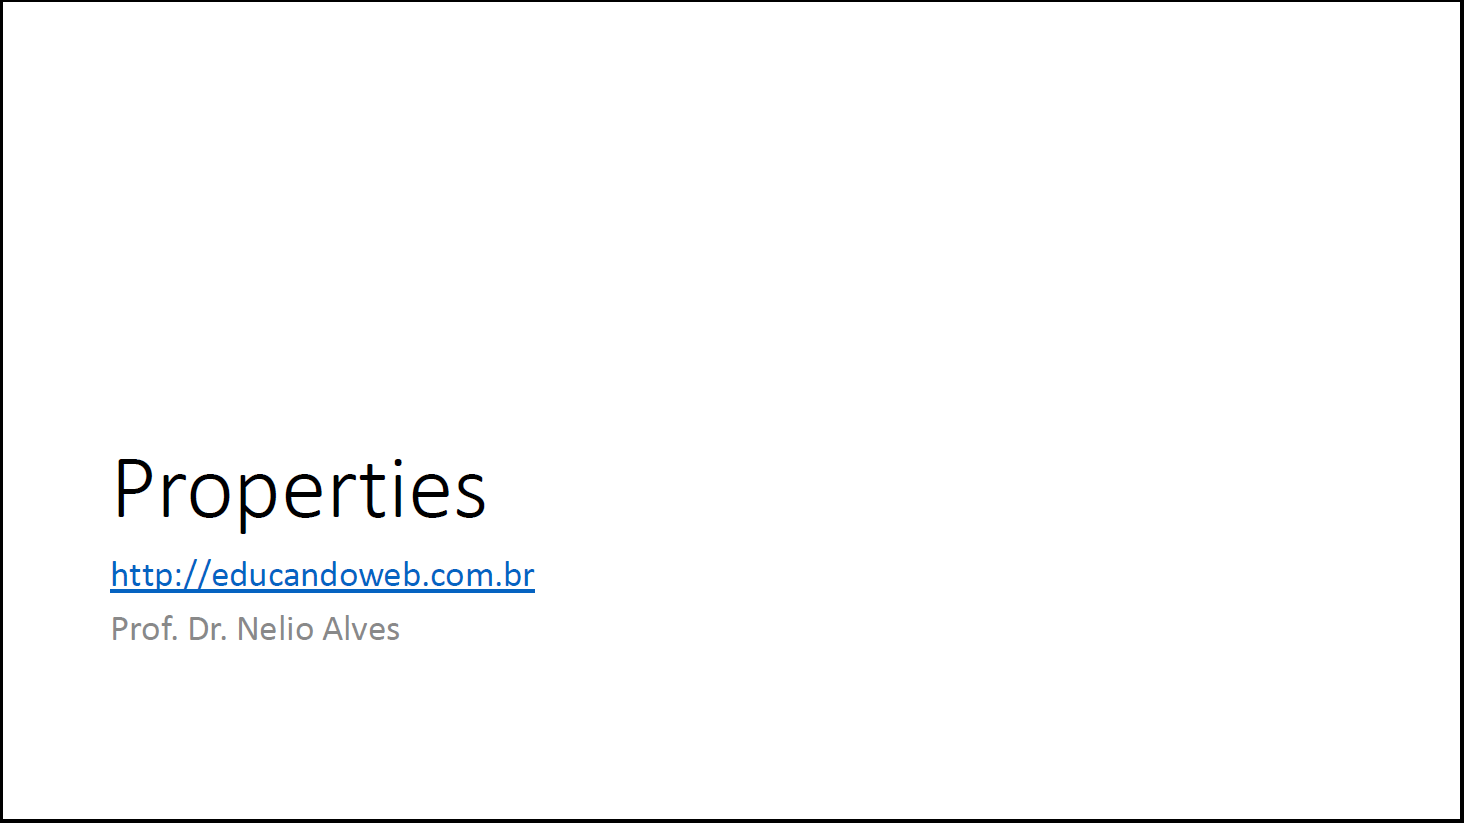 Properties
http://educandoweb.com.br
Prof. Dr. Nelio Alves